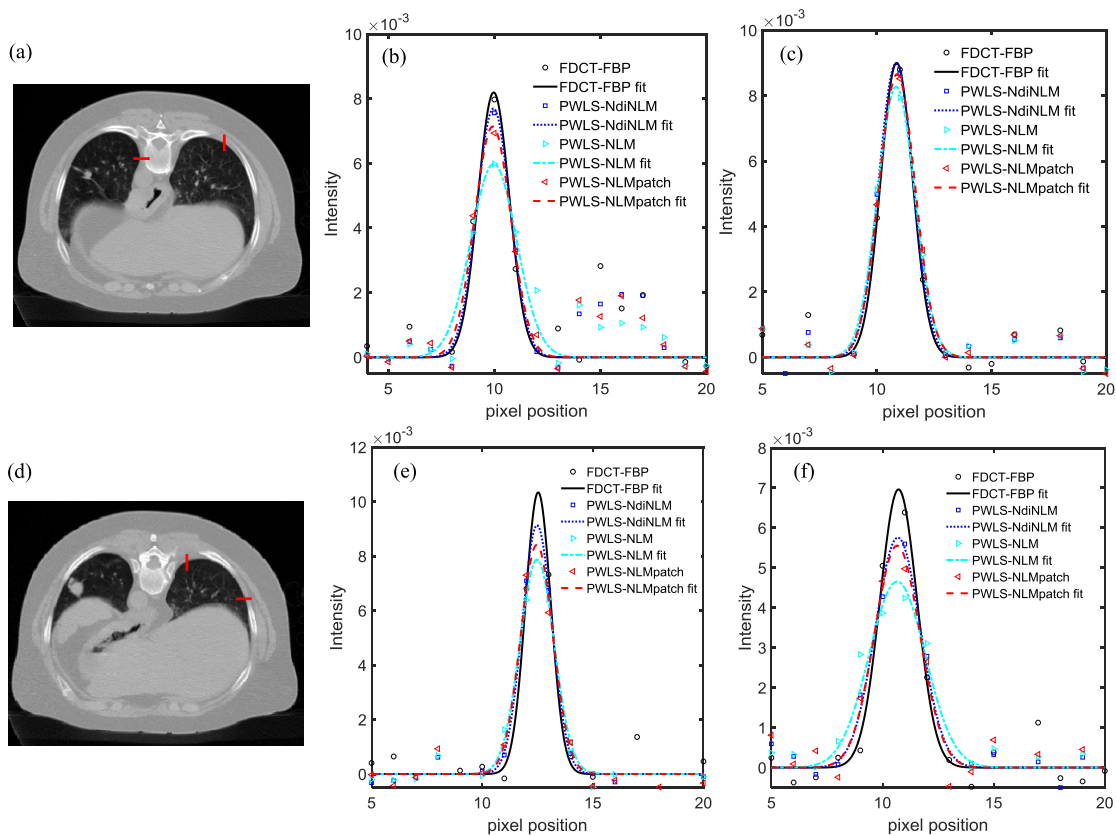 (a)
×10⁻³
(b)
10
8
6
4
2
0
Intensity
5
10
15
20
pixel position
FDCT-FBP
FDCT-FBP fit
PWLS-NdiNLM
PWLS-NdiNLM fit
PWLS-NLM
PWLS-NLM fit
PWLS-NLMpatch
PWLS-NLMpatch fit
×10⁻³
(c)
10
8
6
4
2
0
Intensity
5
10
15
20
pixel position
FDCT-FBP
FDCT-FBP fit
PWLS-NdiNLM
PWLS-NdiNLM fit
PWLS-NLM
PWLS-NLM fit
PWLS-NLMpatch
PWLS-NLMpatch fit
(d)
×10⁻³
(e)
12
10
8
6
4
2
0
Intensity
5
10
15
20
pixel position
FDCT-FBP
FDCT-FBP fit
PWLS-NdiNLM
PWLS-NdiNLM fit
PWLS-NLM
PWLS-NLM fit
PWLS-NLMpatch
PWLS-NLMpatch fit
×10⁻³
(f)
8
7
6
5
4
3
2
1
0
Intensity
5
10
15
20
pixel position
FDCT-FBP
FDCT-FBP fit
PWLS-NdiNLM
PWLS-NdiNLM fit
PWLS-NLM
PWLS-NLM fit
PWLS-NLMpatch
PWLS-NLMpatch fit